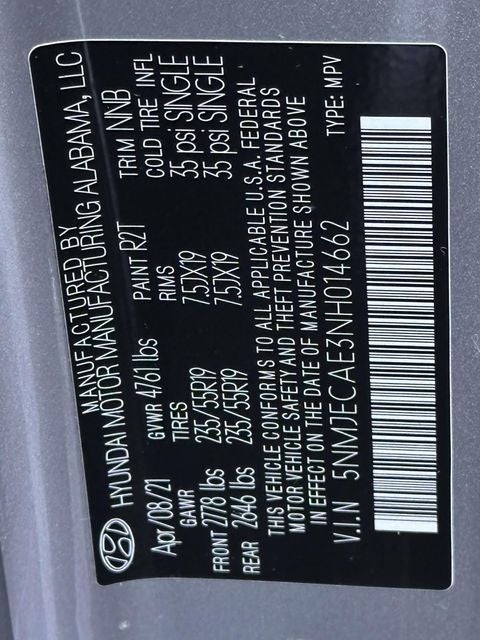 MANUFACTURED BY
HYUNDAI MOTOR MANUFACTURING ALABAMA, LLC
Apr/08/21 GVWR 4761 lbs PAINT R2T TRIM NNB
GAWR TIRES RIMS COLD TIRE INFL
FRONT 2778 lbs 235/55R19 7.5JX19 35 psi SINGLE
REAR 2646 lbs 235/55R19 7.5JX19 35 psi SINGLE
THIS VEHICLE CONFORMS TO ALL APPLICABLE U.S.A. FEDERAL
MOTOR VEHICLE SAFETY AND THEFT PREVENTION STANDARDS
IN EFFECT ON THE DATE OF MANUFACTURE SHOWN ABOVE
V.I.N 5NMJECAE3NH014662 TYPE: MPV